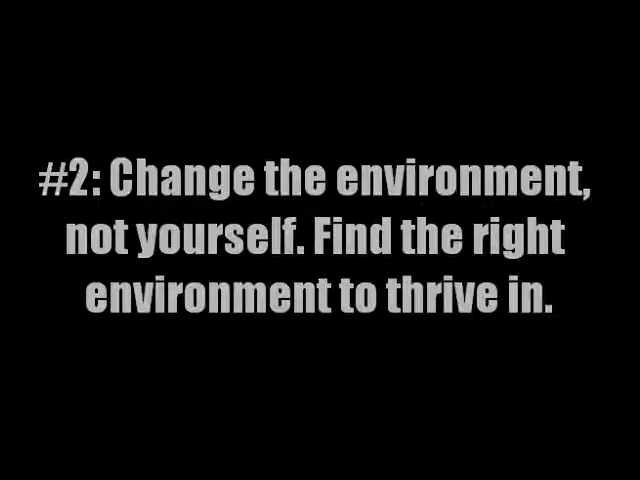 #2: Change the environment,
not yourself. Find the right
environment to thrive in.